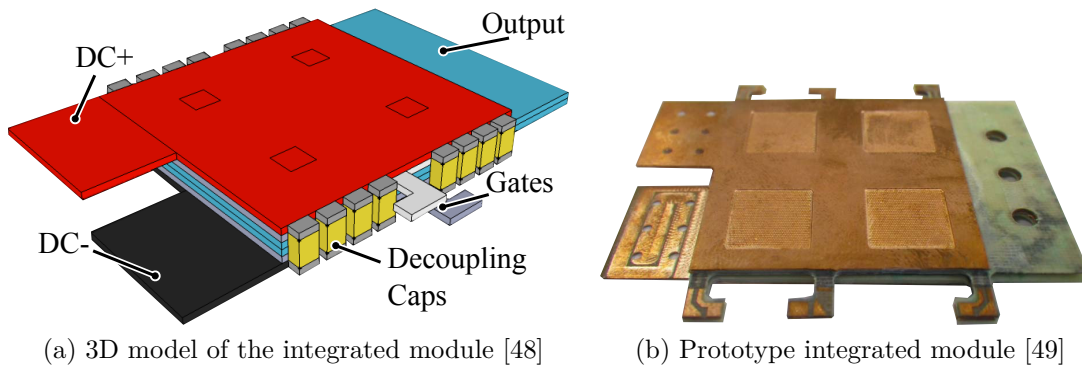 Output
DC+
Gates
DC-
Decoupling
Caps
(a) 3D model of the integrated module [48]
(b) Prototype integrated module [49]